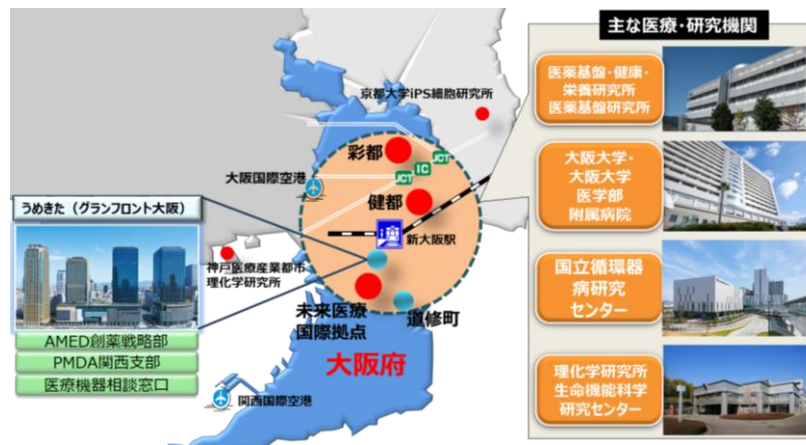 主な医療・研究機関
医薬基盤・健康・
栄養研究所
医薬基盤研究所
大阪大学・
大阪大学
医学部
附属病院
国立循環器
病研究
センター
理化学研究所
生命機能科学
研究センター
京都大学iPS細胞研究所
彩都
JCT
IC
JCT
大阪国際空港
健都
新大阪駅
うめきた（グランフロント大阪）
神戸医療産業都市
理化学研究所
未来医療
国際拠点
道修町
大阪府
AMED創薬戦略部
PMDA関西支部
医療機器相談窓口
関西国際空港